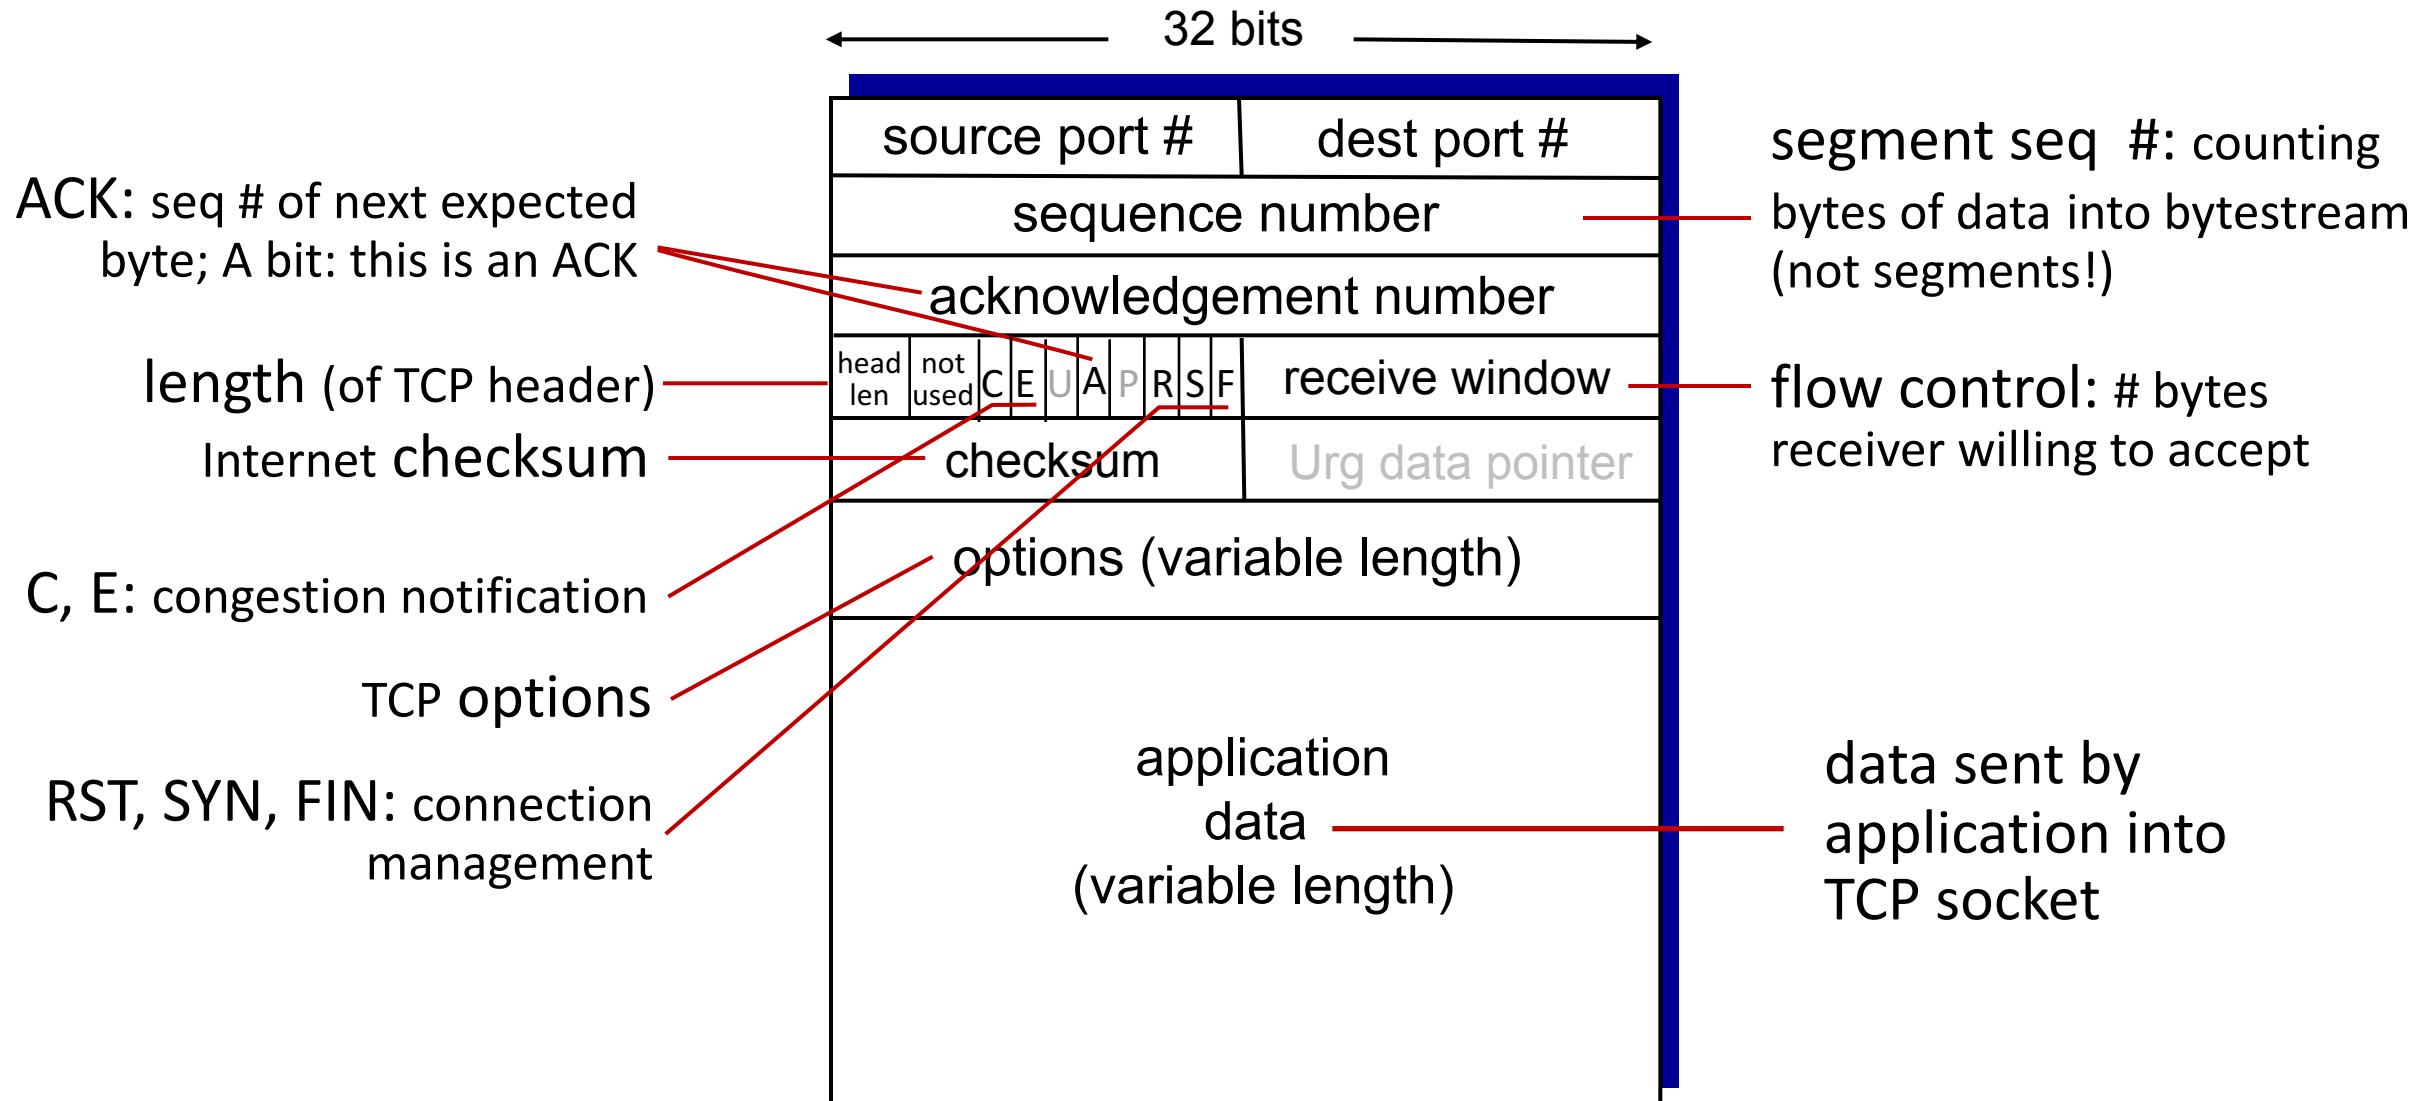 32 bits
source port #
dest port #
sequence number
acknowledgement number
head
len
not
used
C E U A P R S F
receive window
checksum
Urg data pointer
options (variable length)
application
data
(variable length)
ACK: seq # of next expected
byte; A bit: this is an ACK
length (of TCP header)
Internet checksum
C, E: congestion notification
TCP options
RST, SYN, FIN: connection
management
segment seq #: counting
bytes of data into bytestream
(not segments!)
flow control: # bytes
receiver willing to accept
data sent by
application into
TCP socket